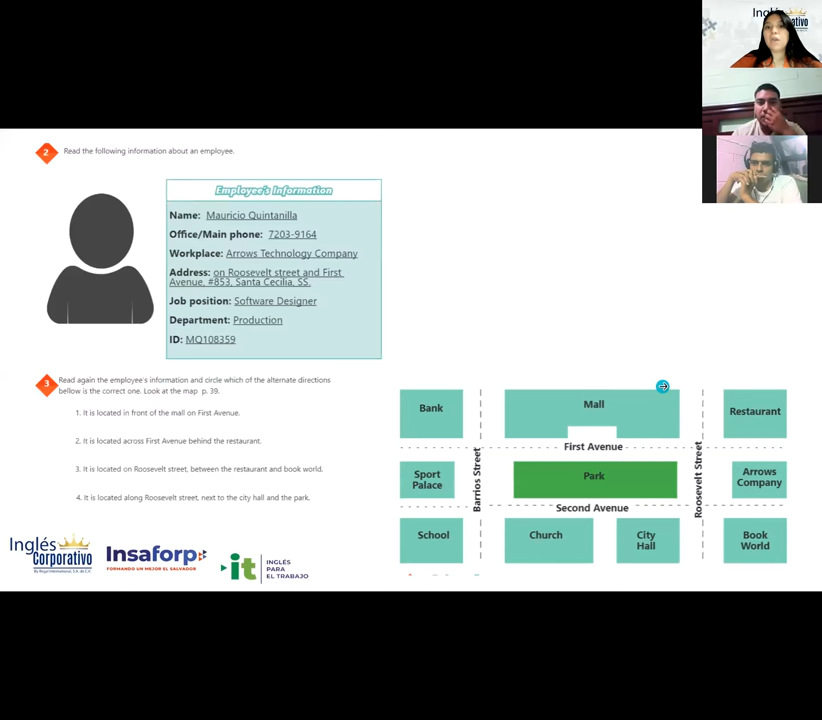 2 Read the following information about an employee.
Employee's Information
Name: Mauricio Quintanilla
Office/Main phone: 7203-9164
Workplace: Arrows Technology Company
Address: on Roosevelt street and First
Avenue, #853, Santa Cecilia, SS.
Job position: Software Designer
Department: Production
ID: MQ108359
3 Read again the employee's information and circle which of the alternate directions
bellow is the correct one. Look at the map p. 39.
1. It is located in front of the mall on First Avenue.
2. It is located across First Avenue behind the restaurant.
3. It is located on Roosevelt street, between the restaurant and book world.
4. It is located along Roosevelt street, next to the city hall and the park.
Bank
Mall
Restaurant
First Avenue
Barrios Street
Roosevelt Street
Sport
Palace
Park
Arrows
Company
Second Avenue
School
Church
City
Hall
Book
World
Inglés
Corporativo
Insaforp
FORMANDO UN MEJOR EL SALVADOR
it
INGLÉS
PARA
EL TRABAJO